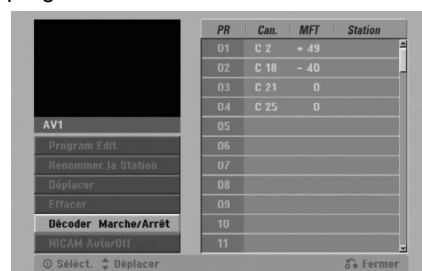 PR Can. MFT Station
01 C 2 + 49
02 C 18 - 40
03 C 21 0
04 C 25 0
05
06
07
08
09
10
11
AV1
Program Edit
Renommer la Station
Déplacer
Effacer
Décoder Marche/Arrêt
NICAM Auto/Off
Séléct. Déplacer
Fermer